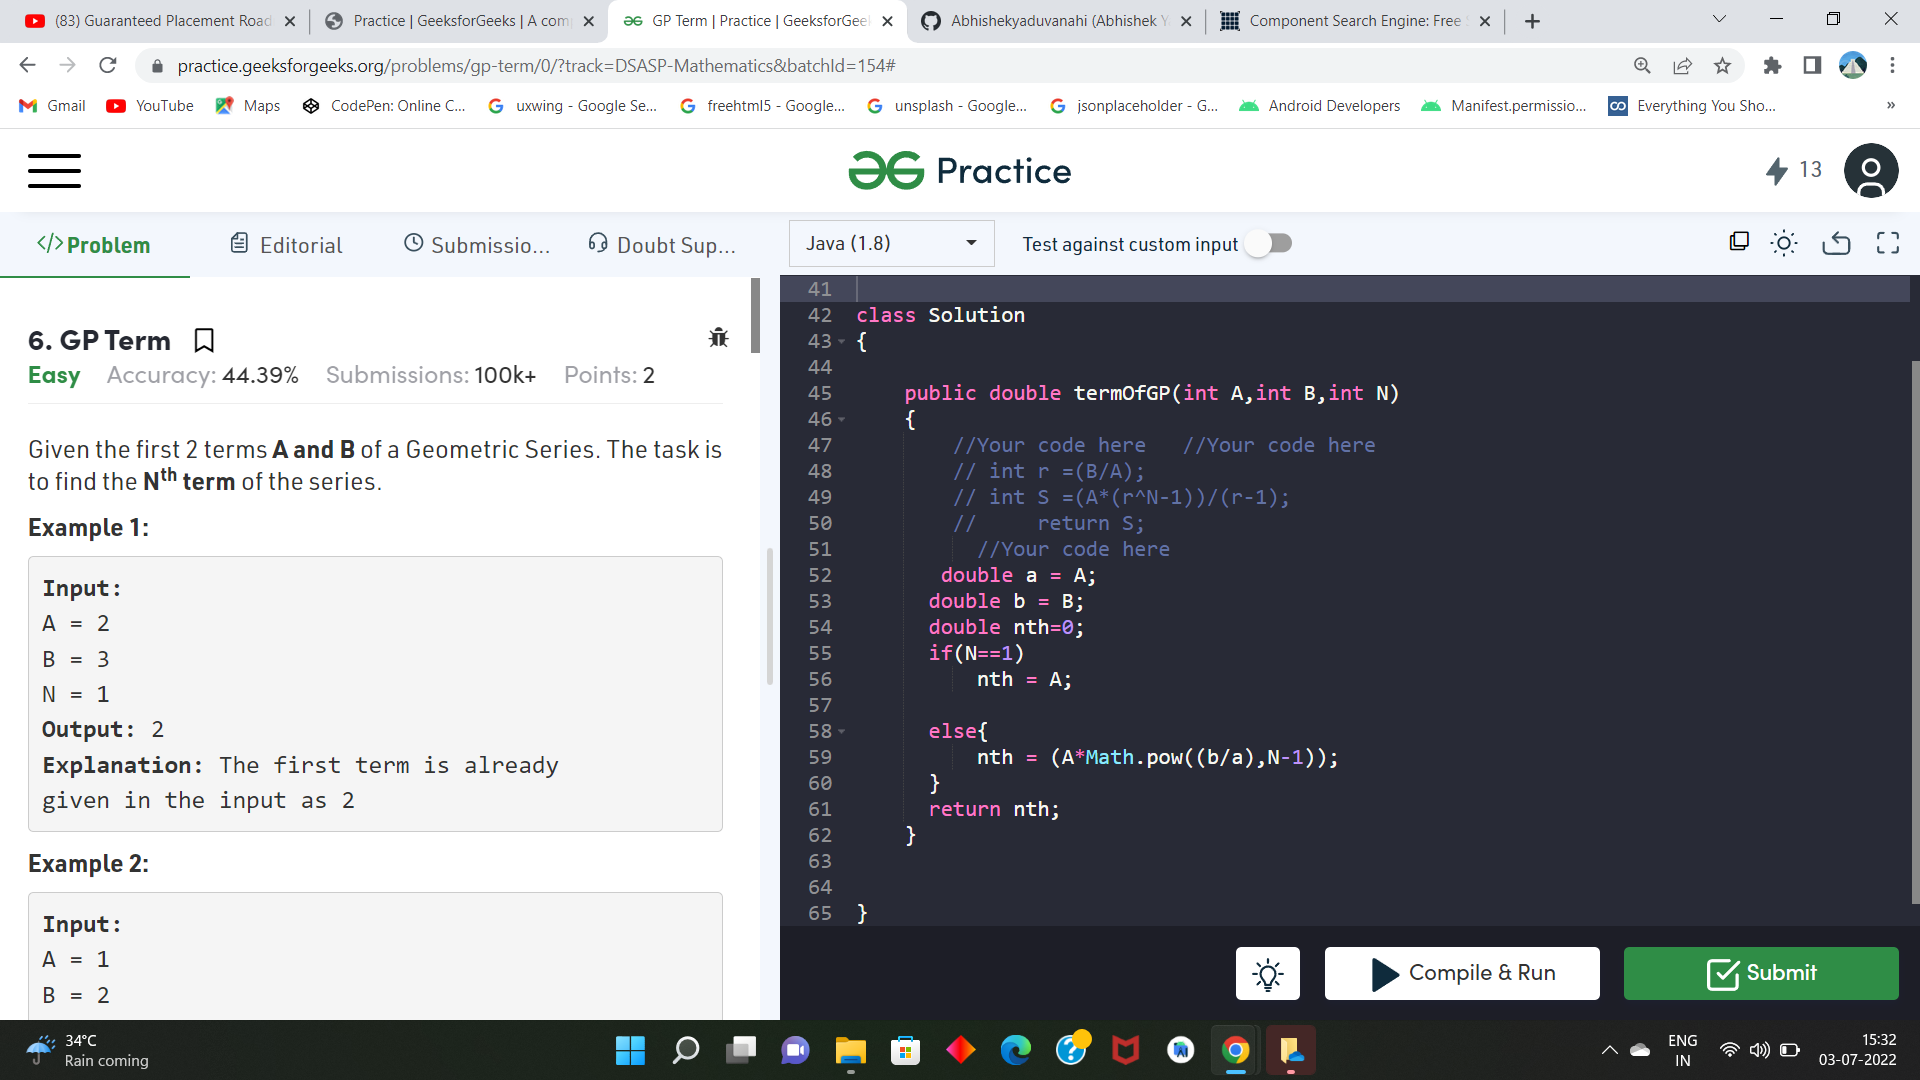 (83) Guaranteed Placement Road
Practice | GeeksforGeeks | A com
GP Term | Practice | GeeksforGeek
Abhishekyaduvanahi (Abhishek Y
Component Search Engine: Free
practice.geeksforgeeks.org/problems/gp-term/0/?track=DSASP-Mathematics&batchId=154#
Gmail YouTube Maps CodePen: Online C... uxwing - Google Se... freehtml5 - Google... unsplash - Google... jsonplaceholder - G... Android Developers Manifest.permissio... Everything You Sho... »
Practice
13
</>Problem Editorial Submissio... Doubt Sup...
Java (1.8) Test against custom input
6. GP Term
Easy Accuracy: 44.39% Submissions: 100k+ Points: 2
Given the first 2 terms A and B of a Geometric Series. The task is
to find the Nth term of the series.
Example 1:
Input:
A = 2
B = 3
N = 1
Output: 2
Explanation: The first term is already
given in the input as 2
Example 2:
Input:
A = 1
B = 2
41
42 class Solution
43 {
44
45 public double termOfGP(int A,int B,int N)
46 {
47 //Your code here //Your code here
48 // int r =(B/A);
49 // int S =(A*(r^N-1))/(r-1);
50 // return S;
51 //Your code here
52 double a = A;
53 double b = B;
54 double nth=0;
55 if(N==1)
56 nth = A;
57
58 else{
59 nth = (A*Math.pow((b/a),N-1));
60 }
61 return nth;
62 }
63
64
65 }
Compile & Run
Submit
34°C
Rain coming
ENG
IN
15:32
03-07-2022